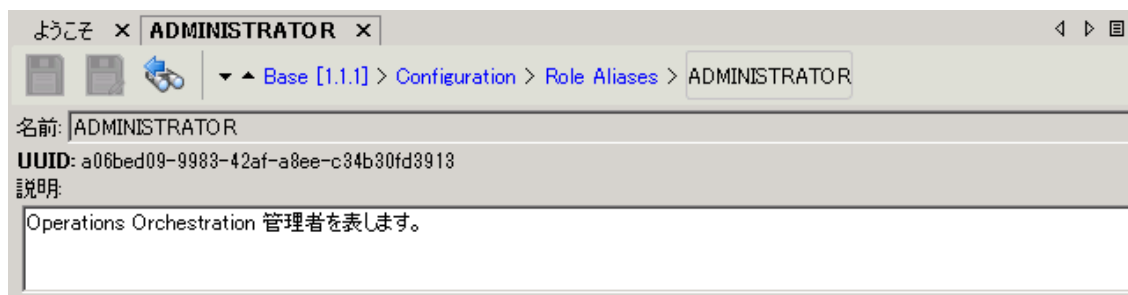 ようこそ × ADMINISTRATOR ×
Base [1.1.1] > Configuration > Role Aliases > ADMINISTRATOR
名前: ADMINISTRATOR
UUID: a06bed09-9983-42af-a8ee-c34b30fd3913
説明:
Operations Orchestration 管理者を表します。